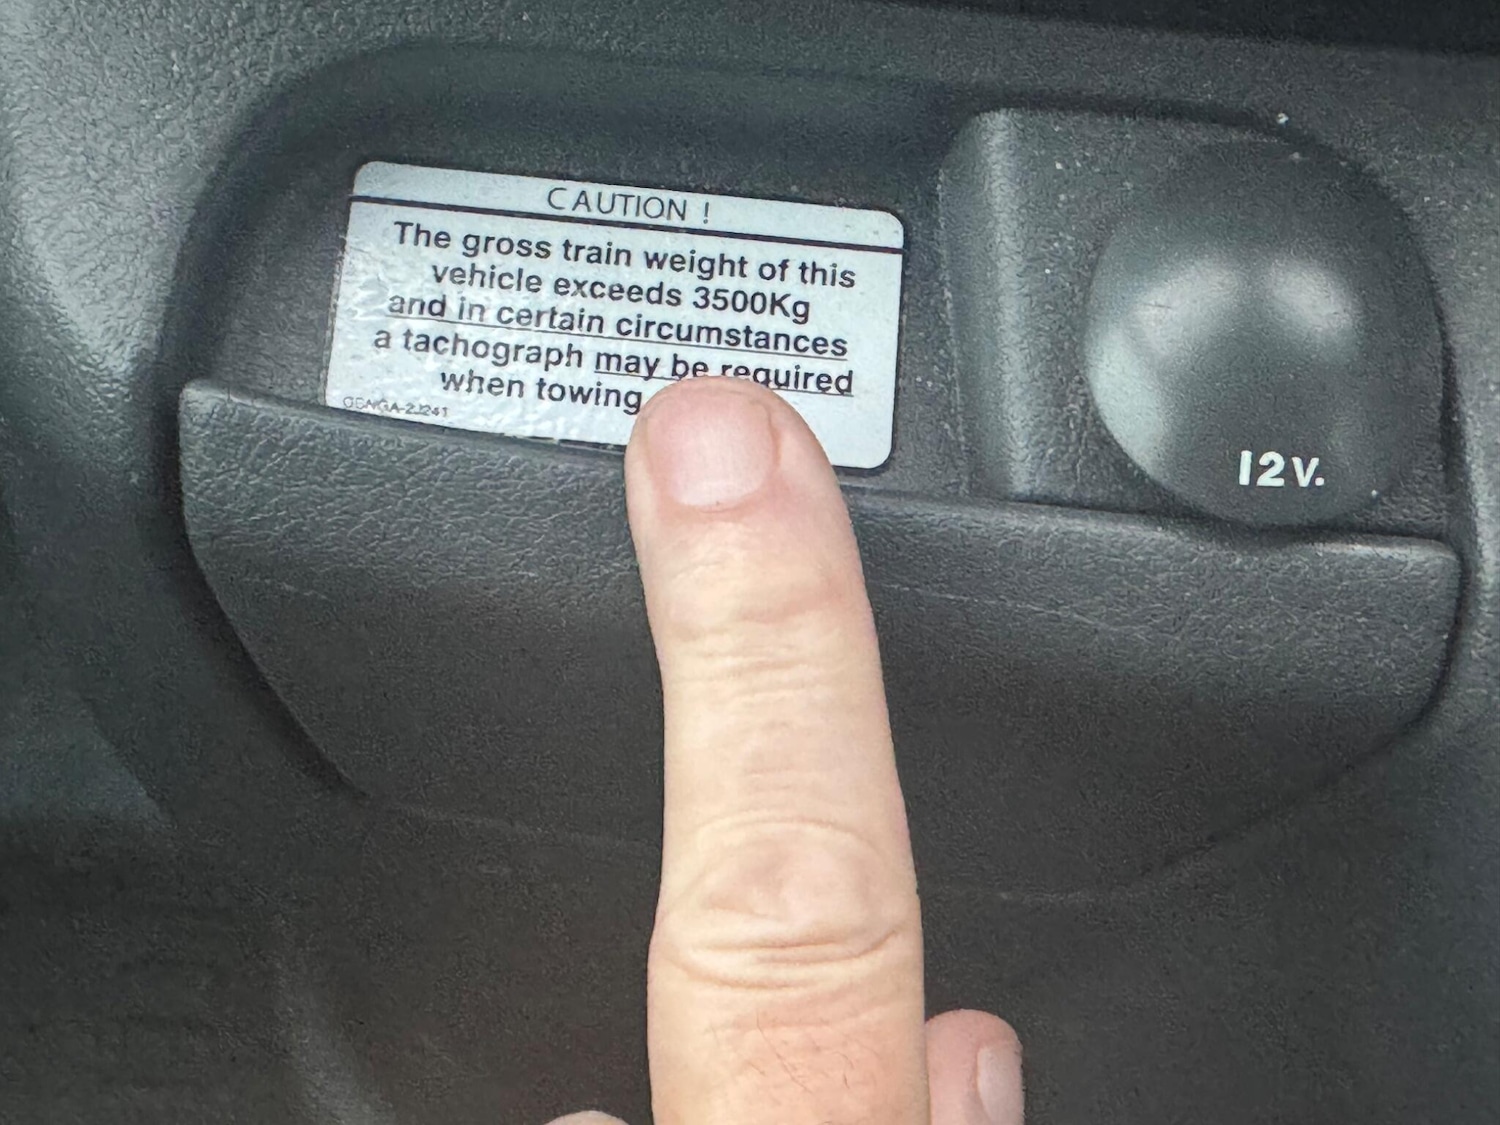 CAUTION !
The gross train weight of this
vehicle exceeds 3500Kg
and in certain circumstances
a tachograph may be required
when towing
12V.